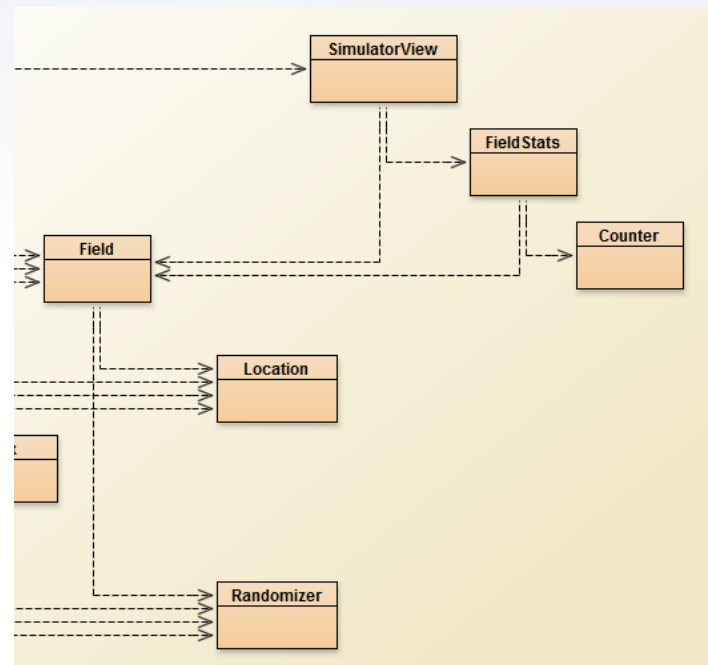 SimulatorView
FieldStats
Field
Counter
Location
x
Randomizer